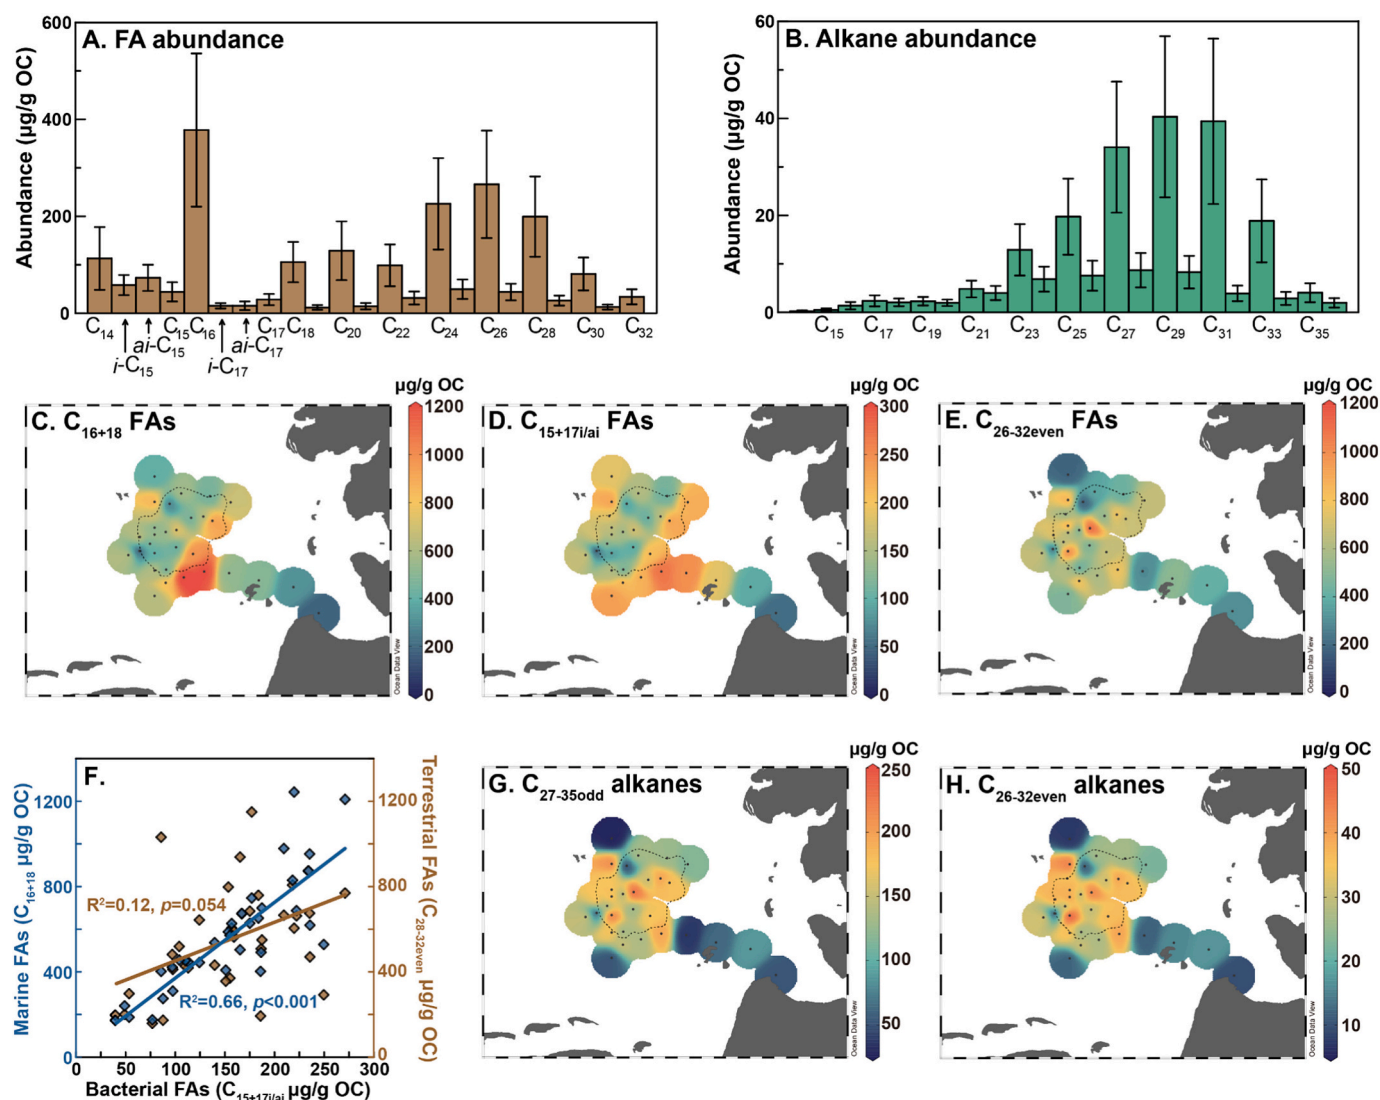 A. FA abundance
Abundance (µg/g OC)
600
400
200
0
C14 C15 C16 C17 C18 C20 C22 C24 C26 C28 C30 C32
ai-C15 ai-C17
i-C15 i-C17
B. Alkane abundance
Abundance (µg/g OC)
60
40
20
0
C15 C17 C19 C21 C23 C25 C27 C29 C31 C33 C35
C. C16+18 FAs
µg/g OC
1200
1000
800
600
400
200
0
Ocean Data View
D. C15+17i/ai FAs
µg/g OC
300
250
200
150
100
50
0
Ocean Data View
E. C26-32even FAs
µg/g OC
1200
1000
800
600
400
200
0
Ocean Data View
F.
Marine FAs (C16+18 µg/g OC)
1200
800
400
0
Terrestrial FAs (C28-32even µg/g OC)
1200
800
400
0
R2=0.12, p=0.054
R2=0.66, p<0.001
0 50 100 150 200 250 300
Bacterial FAs (C15+17i/ai µg/g OC)
G. C27-35odd alkanes
µg/g OC
250
200
150
100
50
Ocean Data View
H. C26-32even alkanes
µg/g OC
50
40
30
20
10
Ocean Data View